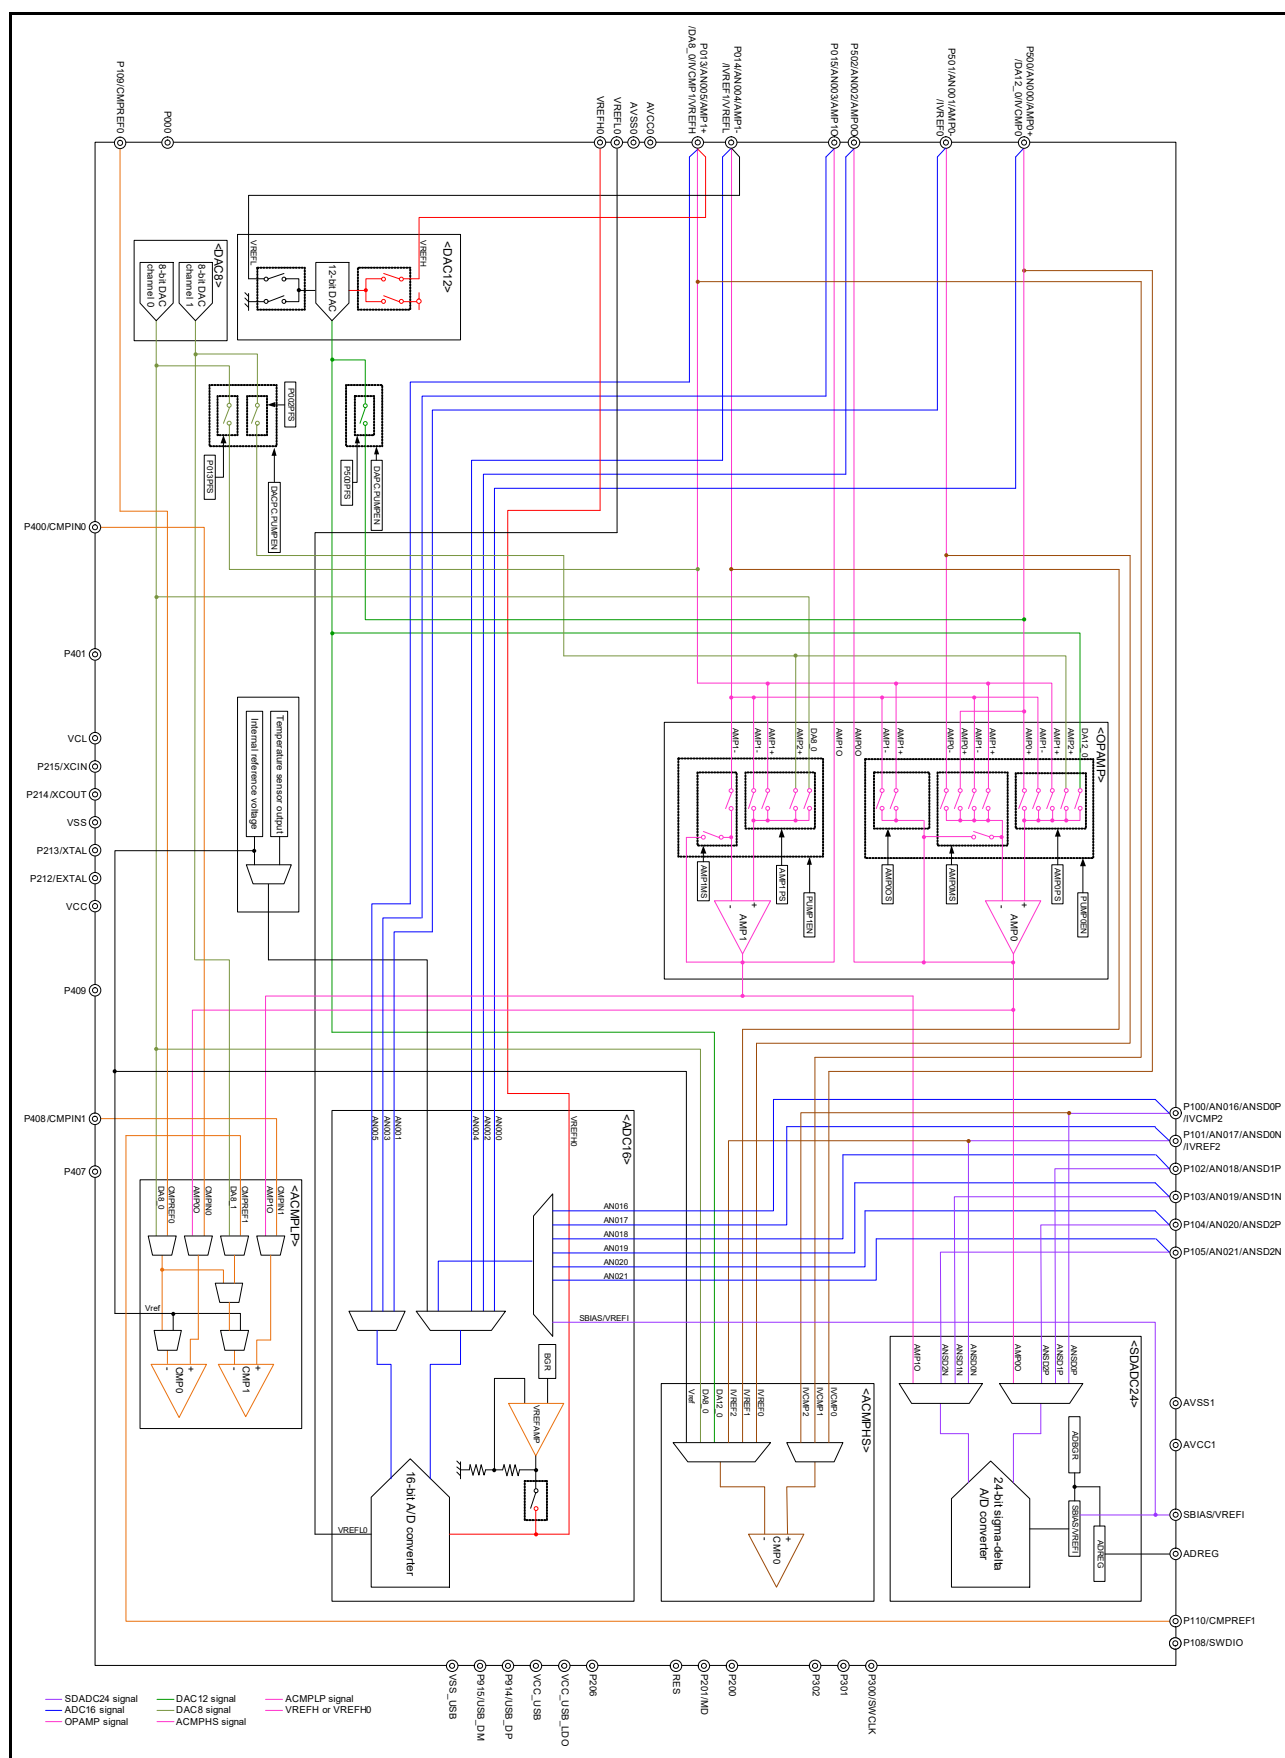 P109/CMPREF0
P000
VREFH0
VREFL0
AVSS0
AVCC0
P013/AN005/AMP1+
/DA8_0/IVCMP1/VREFH
P014/AN004/AMP1-
/IVREF1/VREFL
P015/AN003/AMP1O
P502/AN002/AMP0O
P501/AN001/AMP0-
/IVREF0
P500/AN000/AMP0+
/DA12_0/IVCMP0
<DAC8>
8-bit DAC
channel 1
8-bit DAC
channel 0
<DAC12>
VREFL
VREFH
12-bit DAC
P002PFS
P013PFS
DACPC.PUMPEN
P500PFS
DAPC.PUMPEN
P400/CMPIN0
P401
VCL
P215/XCIN
P214/XCOUT
VSS
P213/XTAL
P212/EXTAL
VCC
P409
P408/CMPIN1
P407
Temperature sensor output
Internal reference voltage
<OPAMP>
AMP1-
AMP1-
AMP1+
AMP2+
DA8_0
AMP1O
AMP0O
AMP1-
AMP1+
AMP0-
AMP0+
AMP1-
AMP1+
AMP0+
AMP1-
AMP1+
AMP2+
DA12_0
AMP1MS
AMP1PS
PUMP1EN
AMP0OS
AMP0MS
AMP0PS
PUMP0EN
-
+
AMP1
-
+
AMP0
<ACMPLP>
DA8_0
CMPREF0
AMP0O
CMPIN0
DA8_1
CMPREF1
AMP1O
CMPIN1
Vref
-
+
CMP0
-
+
CMP1
<ADC16>
AN005
AN003
AN001
AN004
AN002
AN000
VREFH0
AN016
AN017
AN018
AN019
AN020
AN021
SBIAS/VREFI
BGR
VREFAMP
VREFL0
16-bit A/D converter
<ACMPHS>
Vref
DA8_0
DA12_0
IVREF2
IVREF1
IVREF0
IVCMP2
IVCMP1
IVCMP0
-
+
CMP0
<SDADC24>
AMP1O
ANSD2N
ANSD1N
ANSD0N
AMP0O
ANSD2P
ANSD1P
ANSD0P
ADBGR
SBIAS/VREFI
ADREG
24-bit sigma-delta
A/D converter
P100/AN016/ANSD0P
/IVCMP2
P101/AN017/ANSD0N
/IVREF2
P102/AN018/ANSD1P
P103/AN019/ANSD1N
P104/AN020/ANSD2P
P105/AN021/ANSD2N
AVSS1
AVCC1
SBIAS/VREFI
ADREG
P110/CMPREF1
P108/SWDIO
VSS_USB
P915/USB_DM
P914/USB_DP
VCC_USB
VCC_USB_LDO
P206
RES
P201/MD
P200
P302
P301
P300/SWCLK
SDADC24 signal
ADC16 signal
OPAMP signal
DAC12 signal
DAC8 signal
ACMPHS signal
ACMPLP signal
VREFH or VREFH0